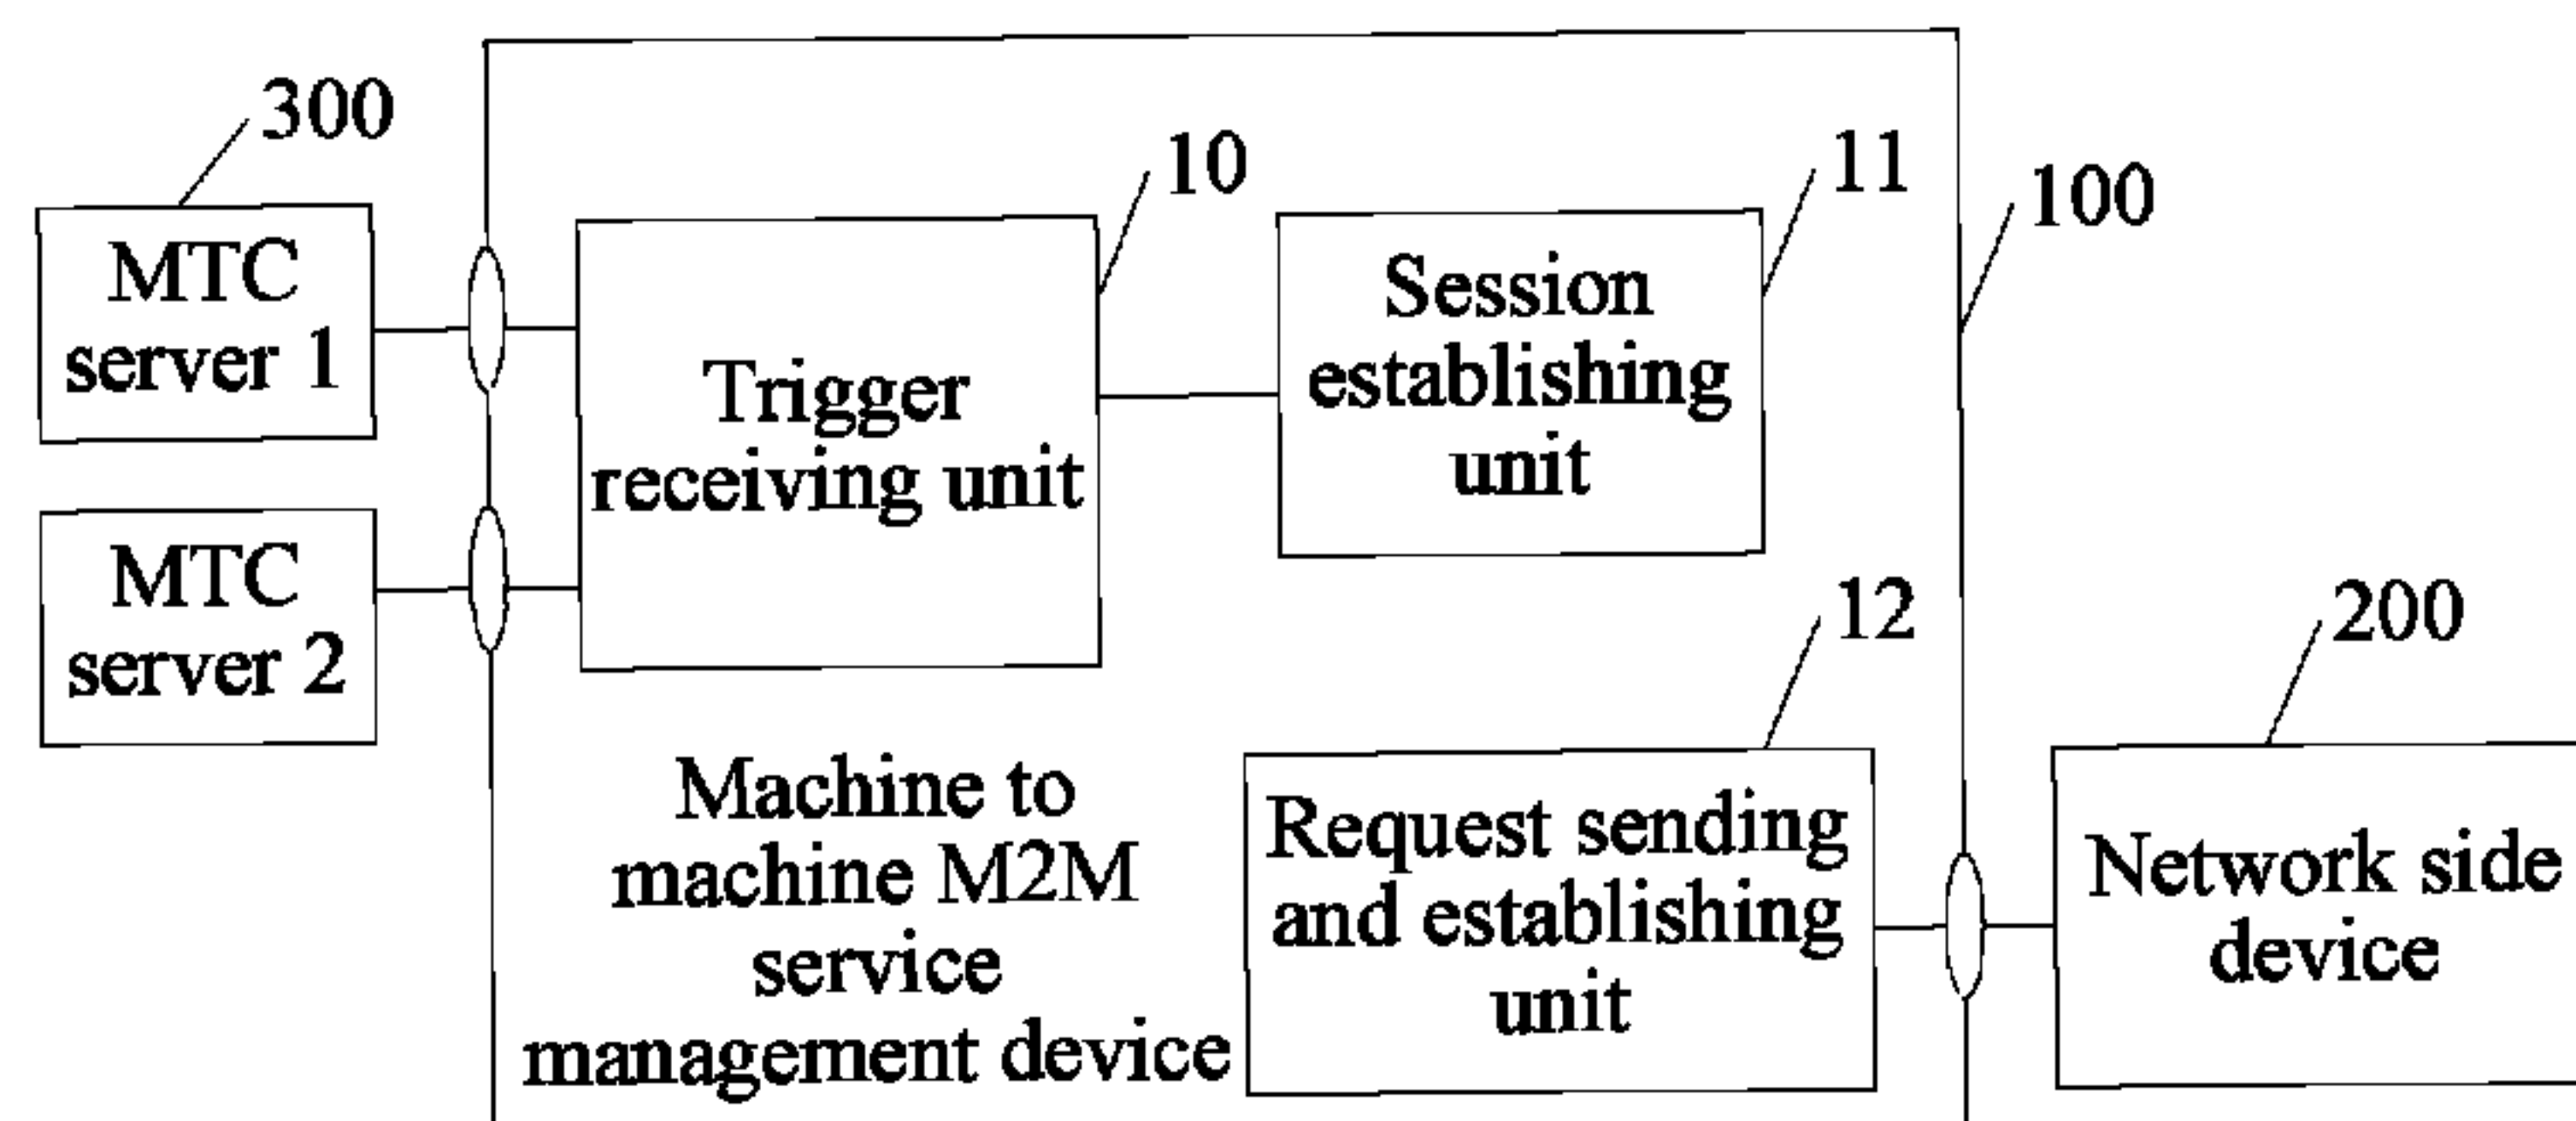 300
10
11
100
MTC
server 1
Trigger
receiving unit
Session
establishing
unit
MTC
server 2
12
200
Machine to
machine M2M
service
management device
Request sending
and establishing
unit
Network side
device